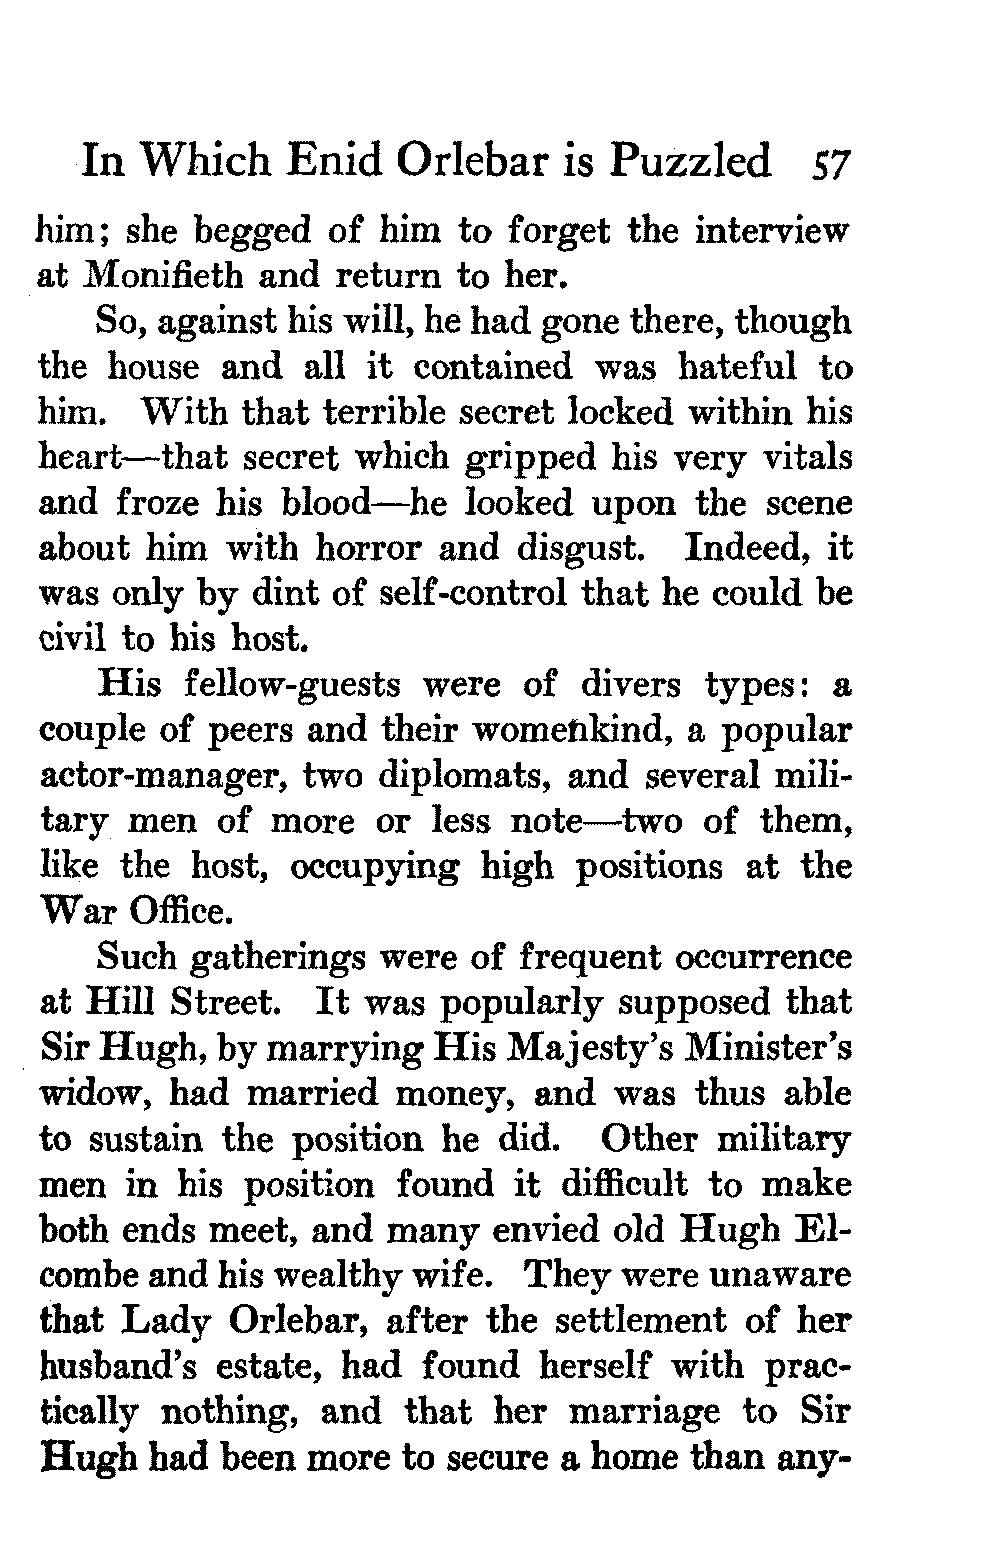 In Which Enid Orlebar is Puzzled 57
him; she begged of him to forget the interview
at Monifieth and return to her.
So, against his will, he had gone there, though
the house and all it contained was hateful to
him. With that terrible secret locked within his
heart—that secret which gripped his very vitals
and froze his blood—he looked upon the scene
about him with horror and disgust. Indeed, it
was only by dint of self-control that he could be
civil to his host.
His fellow-guests were of divers types: a
couple of peers and their womenkind, a popular
actor-manager, two diplomats, and several mili-
tary men of more or less note—two of them,
like the host, occupying high positions at the
War Office.
Such gatherings were of frequent occurrence
at Hill Street. It was popularly supposed that
Sir Hugh, by marrying His Majesty's Minister's
widow, had married money, and was thus able
to sustain the position he did. Other military
men in his position found it difficult to make
both ends meet, and many envied old Hugh El-
combe and his wealthy wife. They were unaware
that Lady Orlebar, after the settlement of her
husband's estate, had found herself with prac-
tically nothing, and that her marriage to Sir
Hugh had been more to secure a home than any-